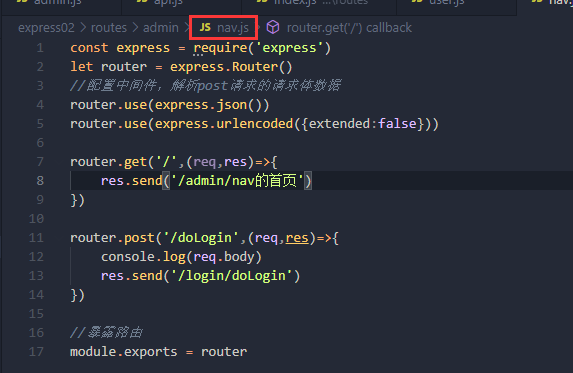 admin.js api.js index.js ...\routes user.js nav.
express02 > routes > admin > JS nav.js > router.get('/') callback
1 const express = require('express')
2 let router = express.Router()
3 //配置中间件，解析post请求的请求体数据
4 router.use(express.json())
5 router.use(express.urlencoded({extended:false}))
6
7 router.get('/',(req,res)=>{
8 res.send('/admin/nav的首页')
9 })
10
11 router.post('/doLogin',(req,res)=>{
12 console.log(req.body)
13 res.send('/login/doLogin')
14 })
15
16 //暴露路由
17 module.exports = router